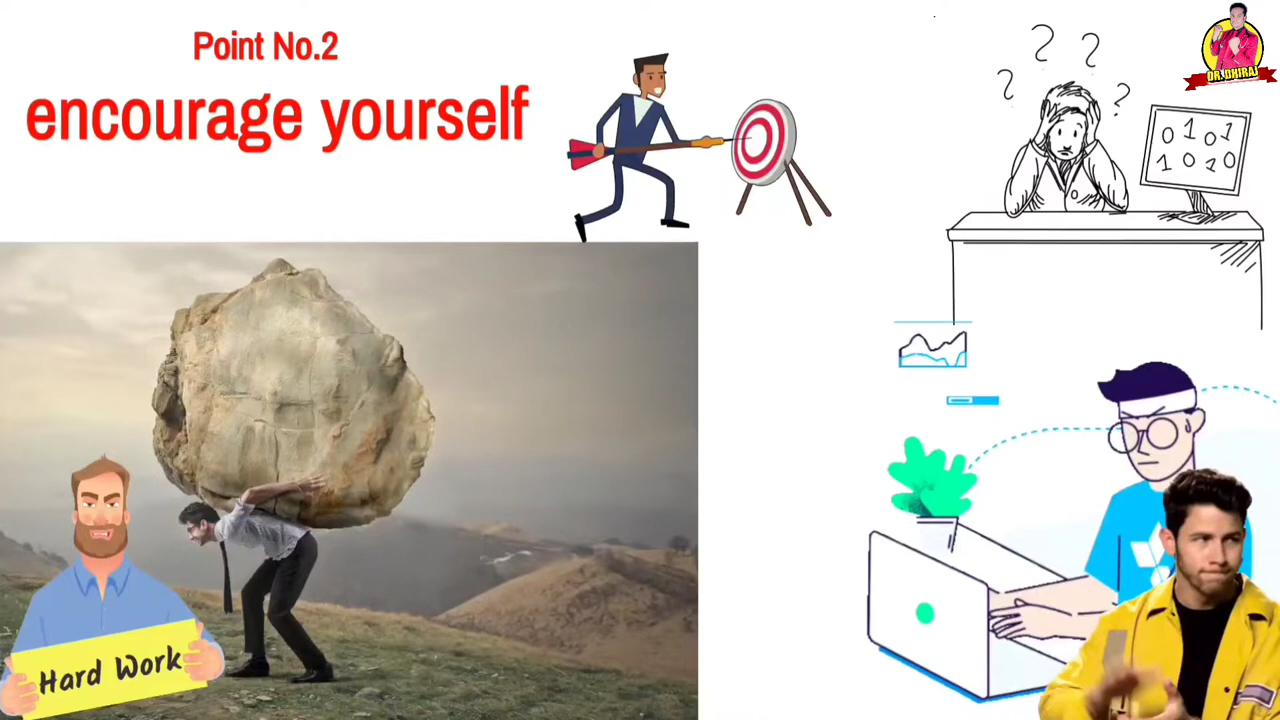 Point No.2
encourage yourself
DR. DHIRAJ
? ? ? ?
0 1 0 1
1 0 1 0
Hard Work